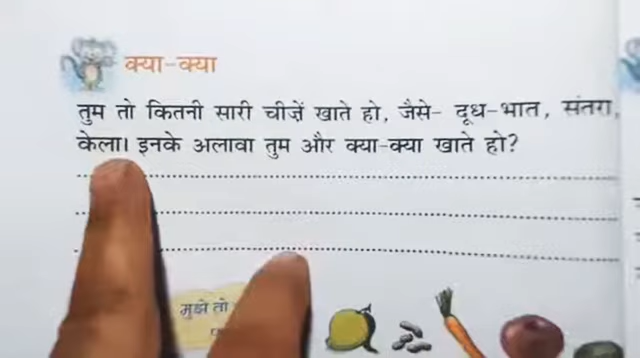 क्या-क्या
तुम तो कितनी सारी चीज़ें खाते हो, जैसे- दूध-भात, संतरा,
केला। इनके अलावा तुम और क्या-क्या खाते हो?
मुझे तो